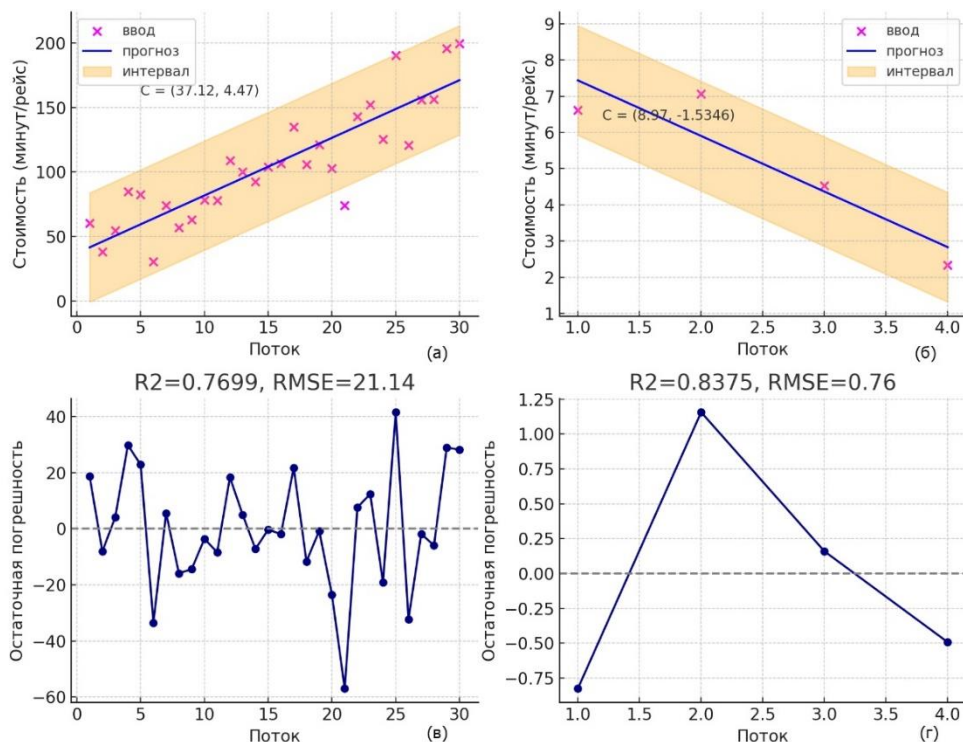 ввод
прогноз
интервал
C = (37.12, 4.47)
Стоимость (минут/рейс)
200
150
100
50
0
0 5 10 15 20 25 30
Поток
(а)
ввод
прогноз
интервал
C = (8.97, -1.5346)
Стоимость (минут/рейс)
9
8
7
6
5
4
3
2
1
1.0 1.5 2.0 2.5 3.0 3.5 4.0
Поток
(б)
R2=0.7699, RMSE=21.14
Остаточная погрешность
40
20
0
−20
−40
−60
0 5 10 15 20 25 30
Поток
(в)
R2=0.8375, RMSE=0.76
Остаточная погрешность
1.25
1.00
0.75
0.50
0.25
0.00
−0.25
−0.50
−0.75
1.0 1.5 2.0 2.5 3.0 3.5 4.0
Поток
(г)